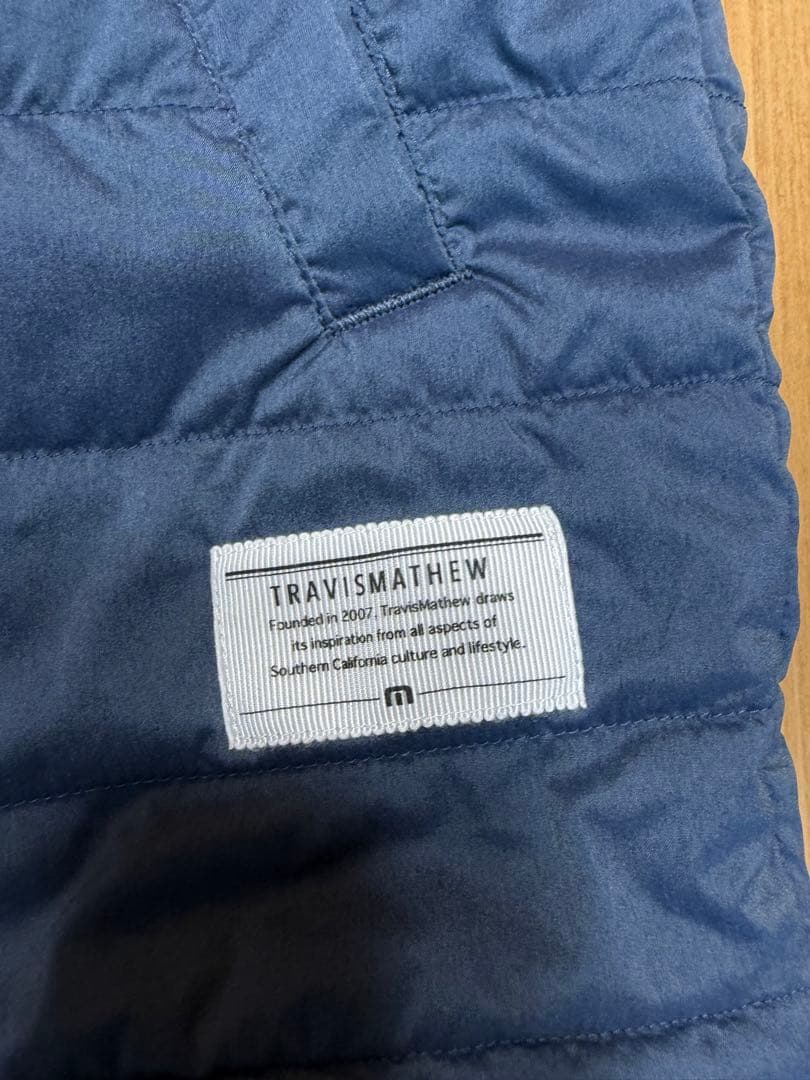 TRAVISMATHEW
Founded in 2007, TravisMathew draws
its inspiration from all aspects of
Southern California culture and lifestyle.